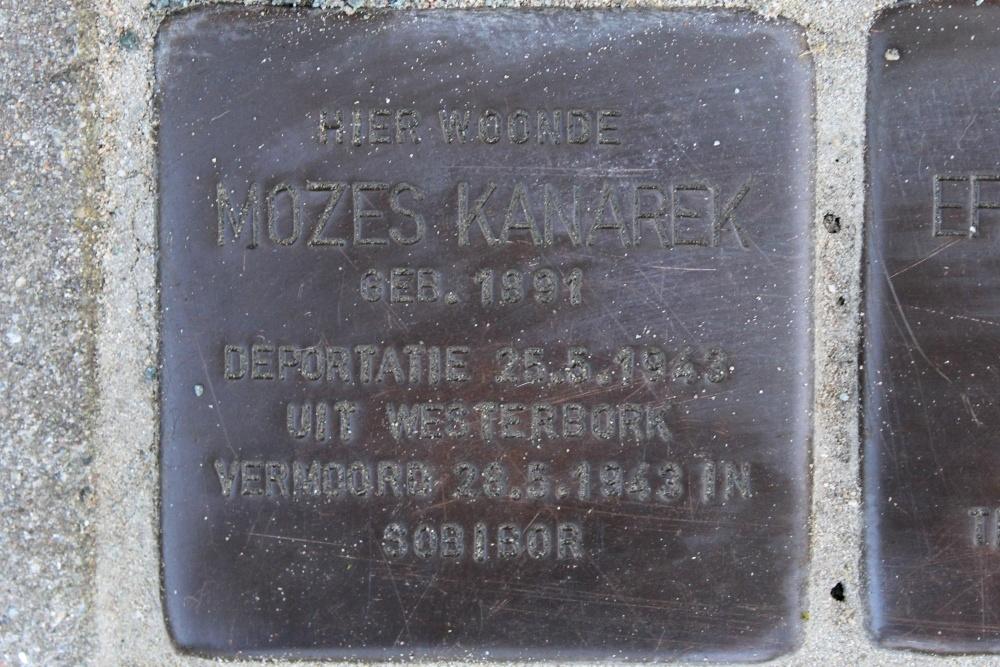 HIER WOONDE
MOZES KANAREK
GEB. 1891
DEPORTATIE 25.5.1943
UIT WESTERBORK
VERMOORD 28.5.1943 IN
SOBIBOR